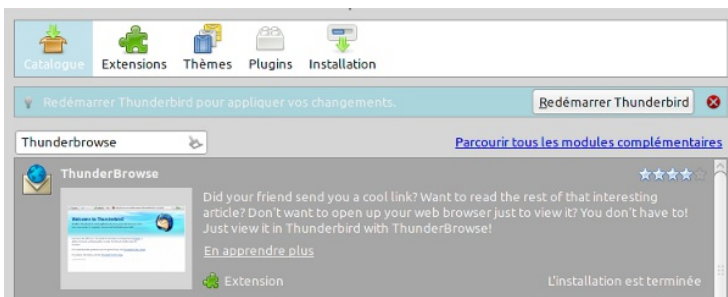 Catalogue Extensions Thèmes Plugins Installation
Redémarrer Thunderbird pour appliquer vos changements. Redémarrer Thunderbird
Thunderbrowse Parcourir tous les modules complémentaires
ThunderBrowse
Did your friend send you a cool link? Want to read the rest of that interesting
article? Don't want to open up your web browser just to view it? You don't have to!
Just view it in Thunderbird with ThunderBrowse!
En apprendre plus
Extension L'installation est terminée